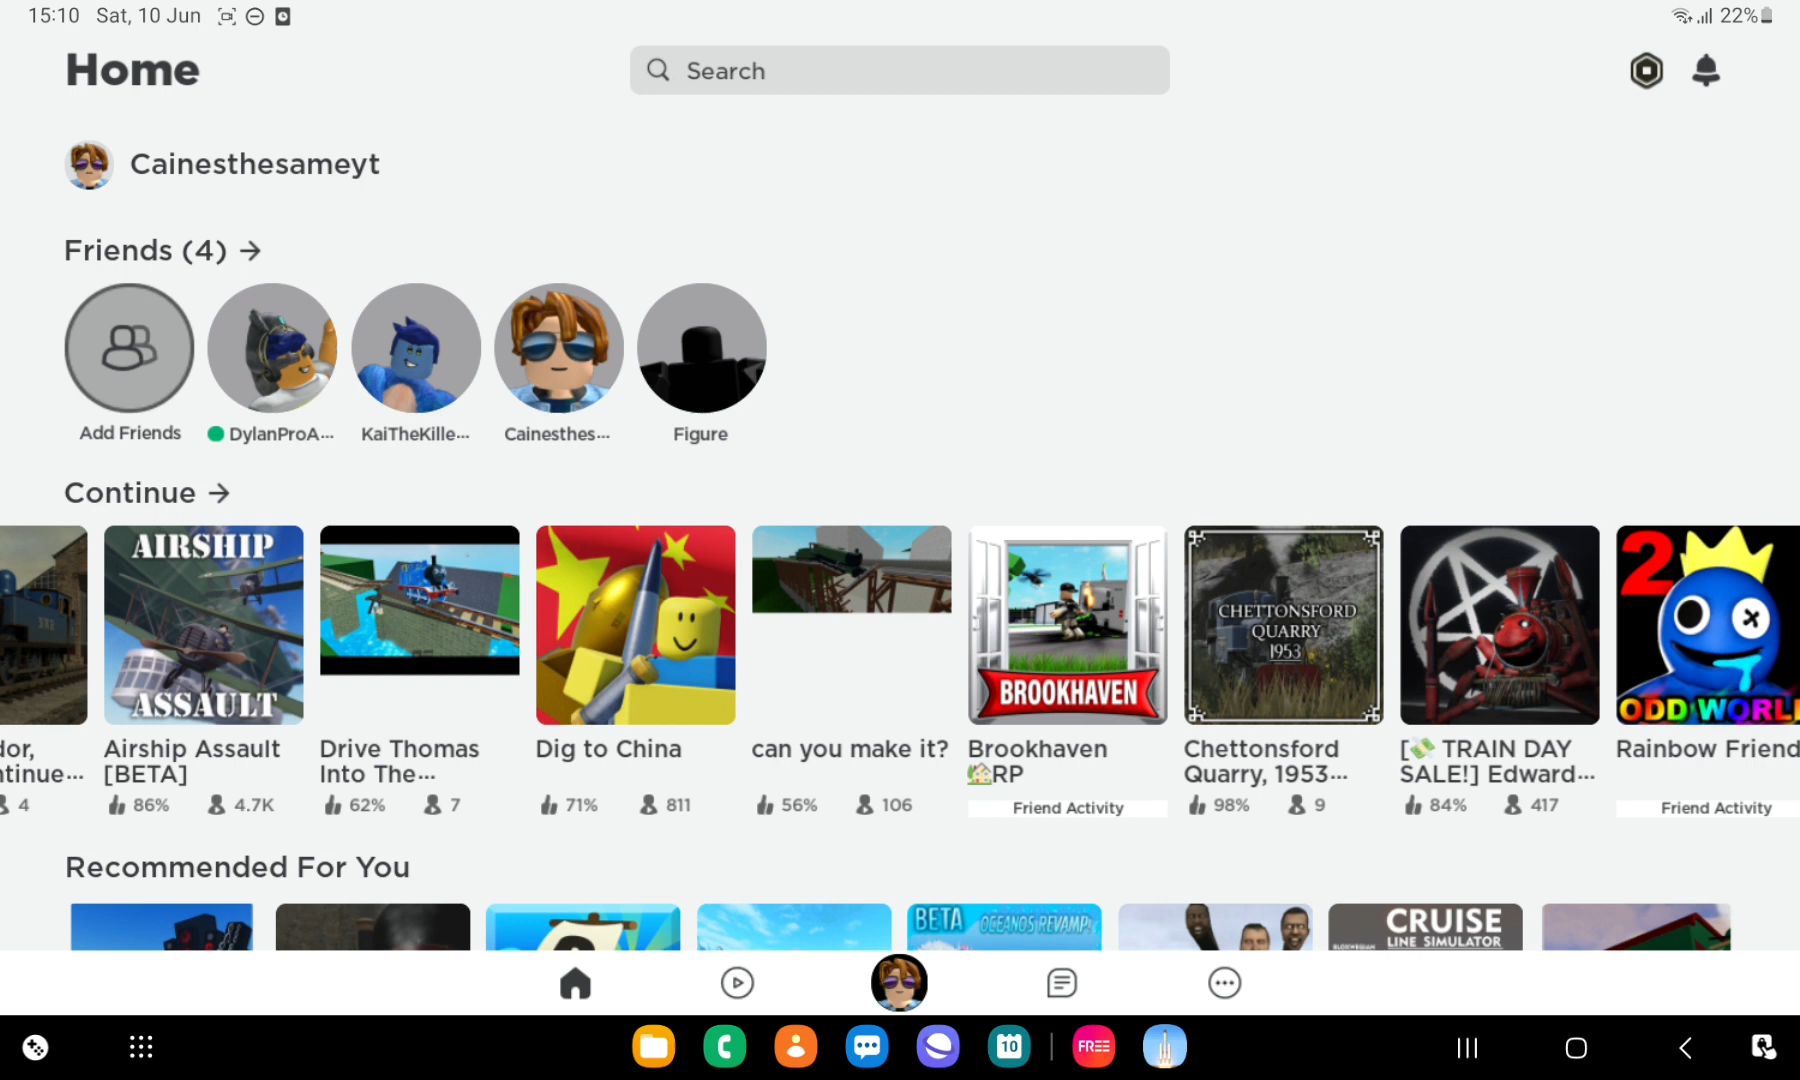 15:10 Sat, 10 Jun
22%
Home
Search
Cainesthesameyt
Friends (4)
Add Friends
DylanProA...
KaiTheKille...
Cainesthes...
Figure
Continue
AIRSHIP
ASSAULT
BROOKHAVEN
CHETTONSFORD
QUARRY
1953
2
ODD WORL
dor,
ntinue...
4
Airship Assault
[BETA]
86% 4.7K
Drive Thomas
Into The...
62% 7
Dig to China
71% 811
can you make it?
56% 106
Brookhaven
🏡RP
Friend Activity
Chettonsford
Quarry, 1953...
98% 9
[💸 TRAIN DAY
SALE!] Edward...
84% 417
Rainbow Friend
Friend Activity
Recommended For You
BETA OCEANOS REVAMP!
CRUISE
LINE SIMULATOR
10
FREE